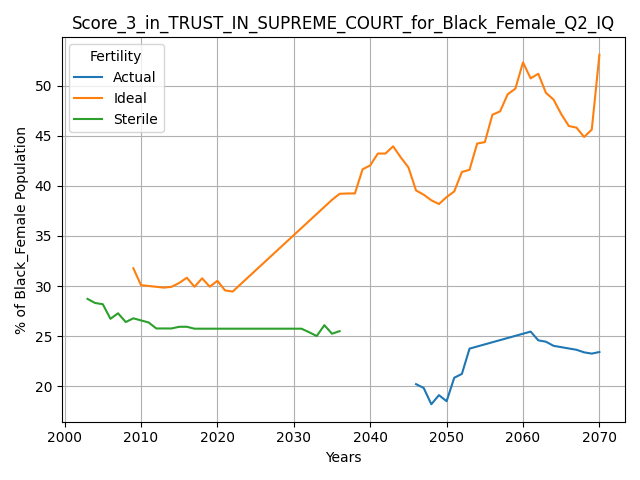 Score_3_in_TRUST_IN_SUPREME_COURT_for_Black_Female_Q2_IQ
Fertility
Actual
Ideal
Sterile
% of Black_Female Population
50
45
40
35
30
25
20
2000 2010 2020 2030 2040 2050 2060 2070
Years